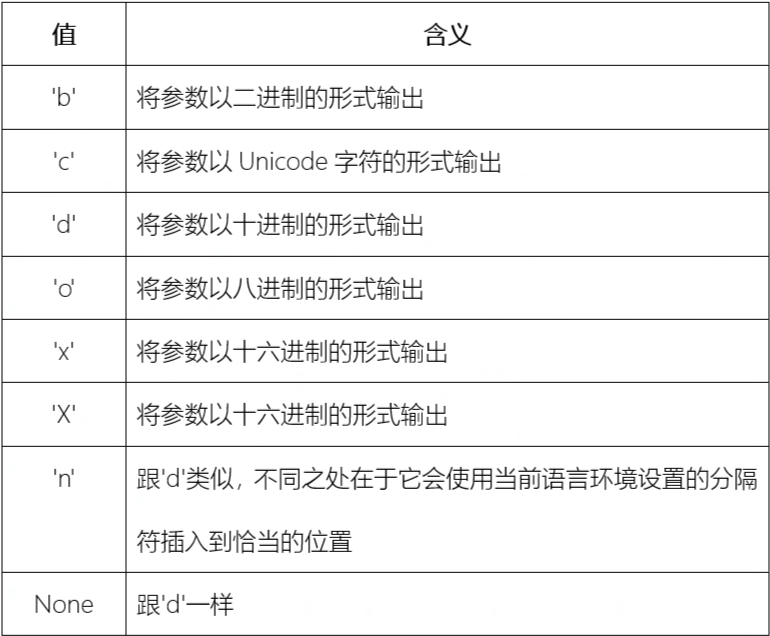 值 含义
'b' 将参数以二进制的形式输出
'c' 将参数以 Unicode 字符的形式输出
'd' 将参数以十进制的形式输出
'o' 将参数以八进制的形式输出
'x' 将参数以十六进制的形式输出
'X' 将参数以十六进制的形式输出
'n' 跟'd'类似，不同之处在于它会使用当前语言环境设置的分隔
符插入到恰当的位置
None 跟'd'一样